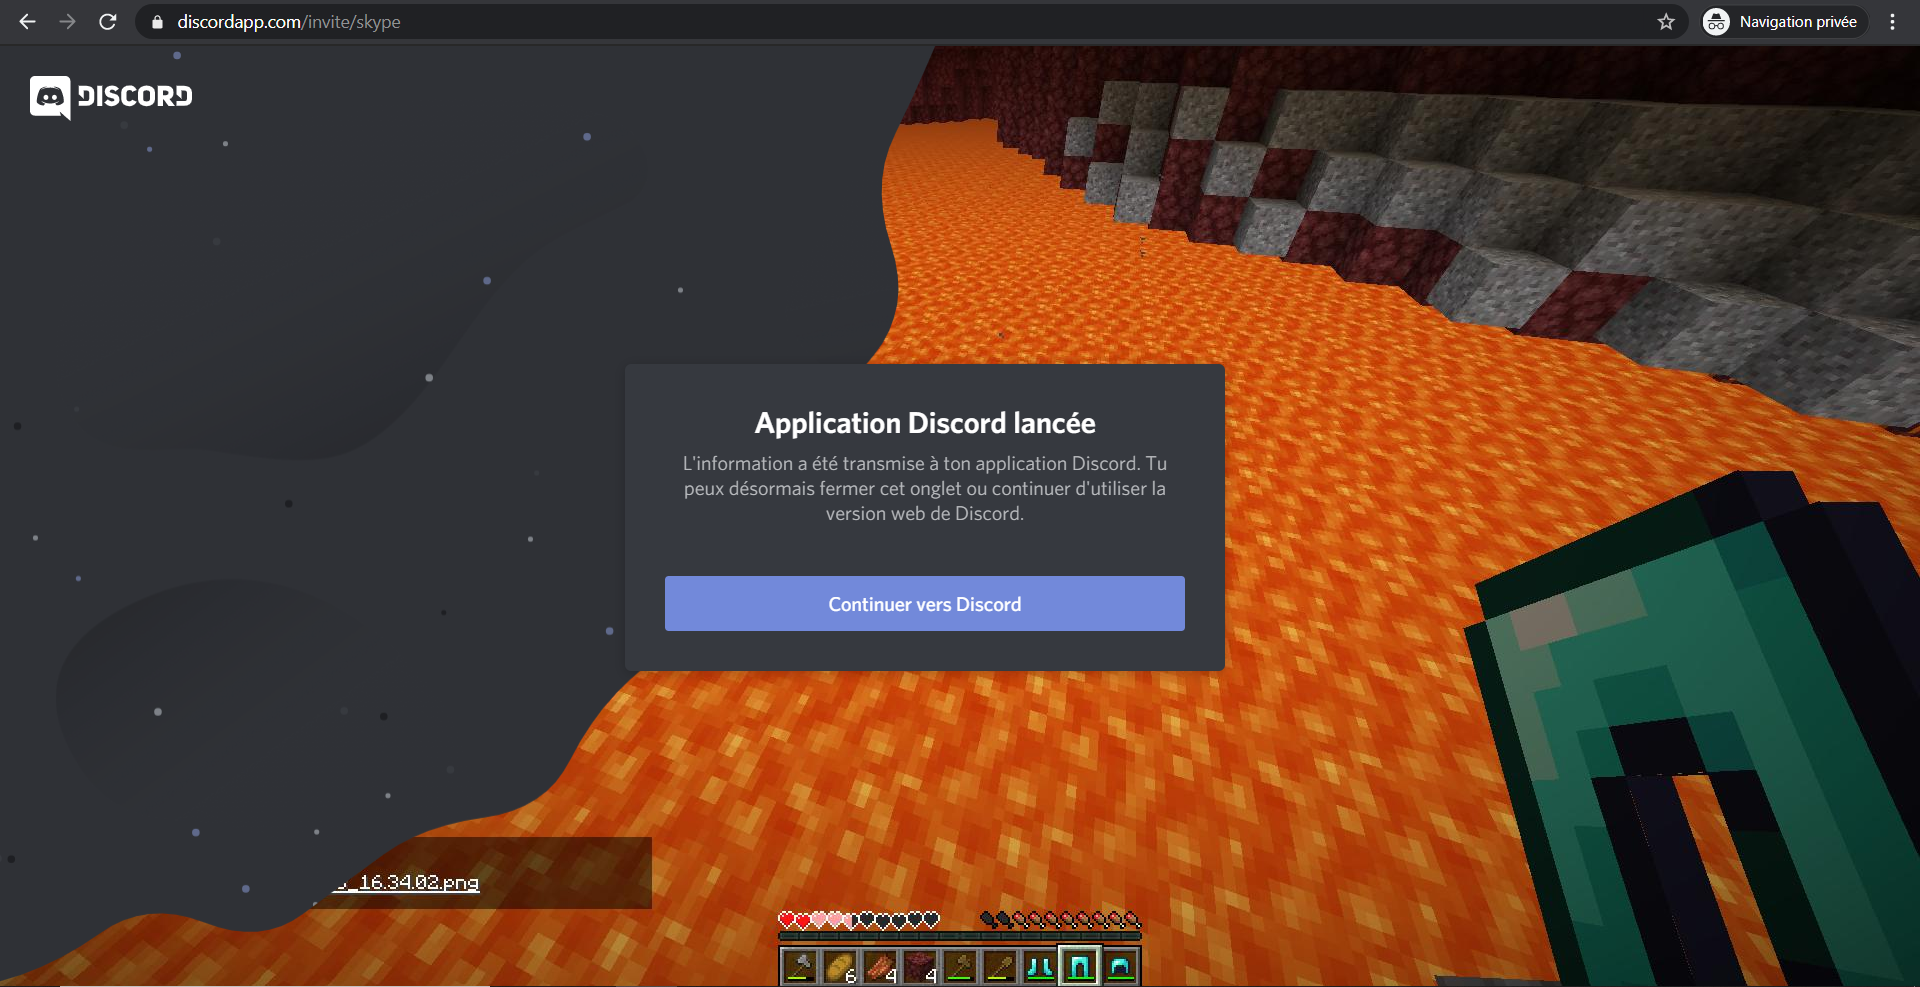 discordapp.com/invite/skype
Navigation privée
DISCORD
Application Discord lancée
L'information a été transmise à ton application Discord. Tu
peux désormais fermer cet onglet ou continuer d'utiliser la
version web de Discord.
Continuer vers Discord
_16.34.02.png
6
4
4